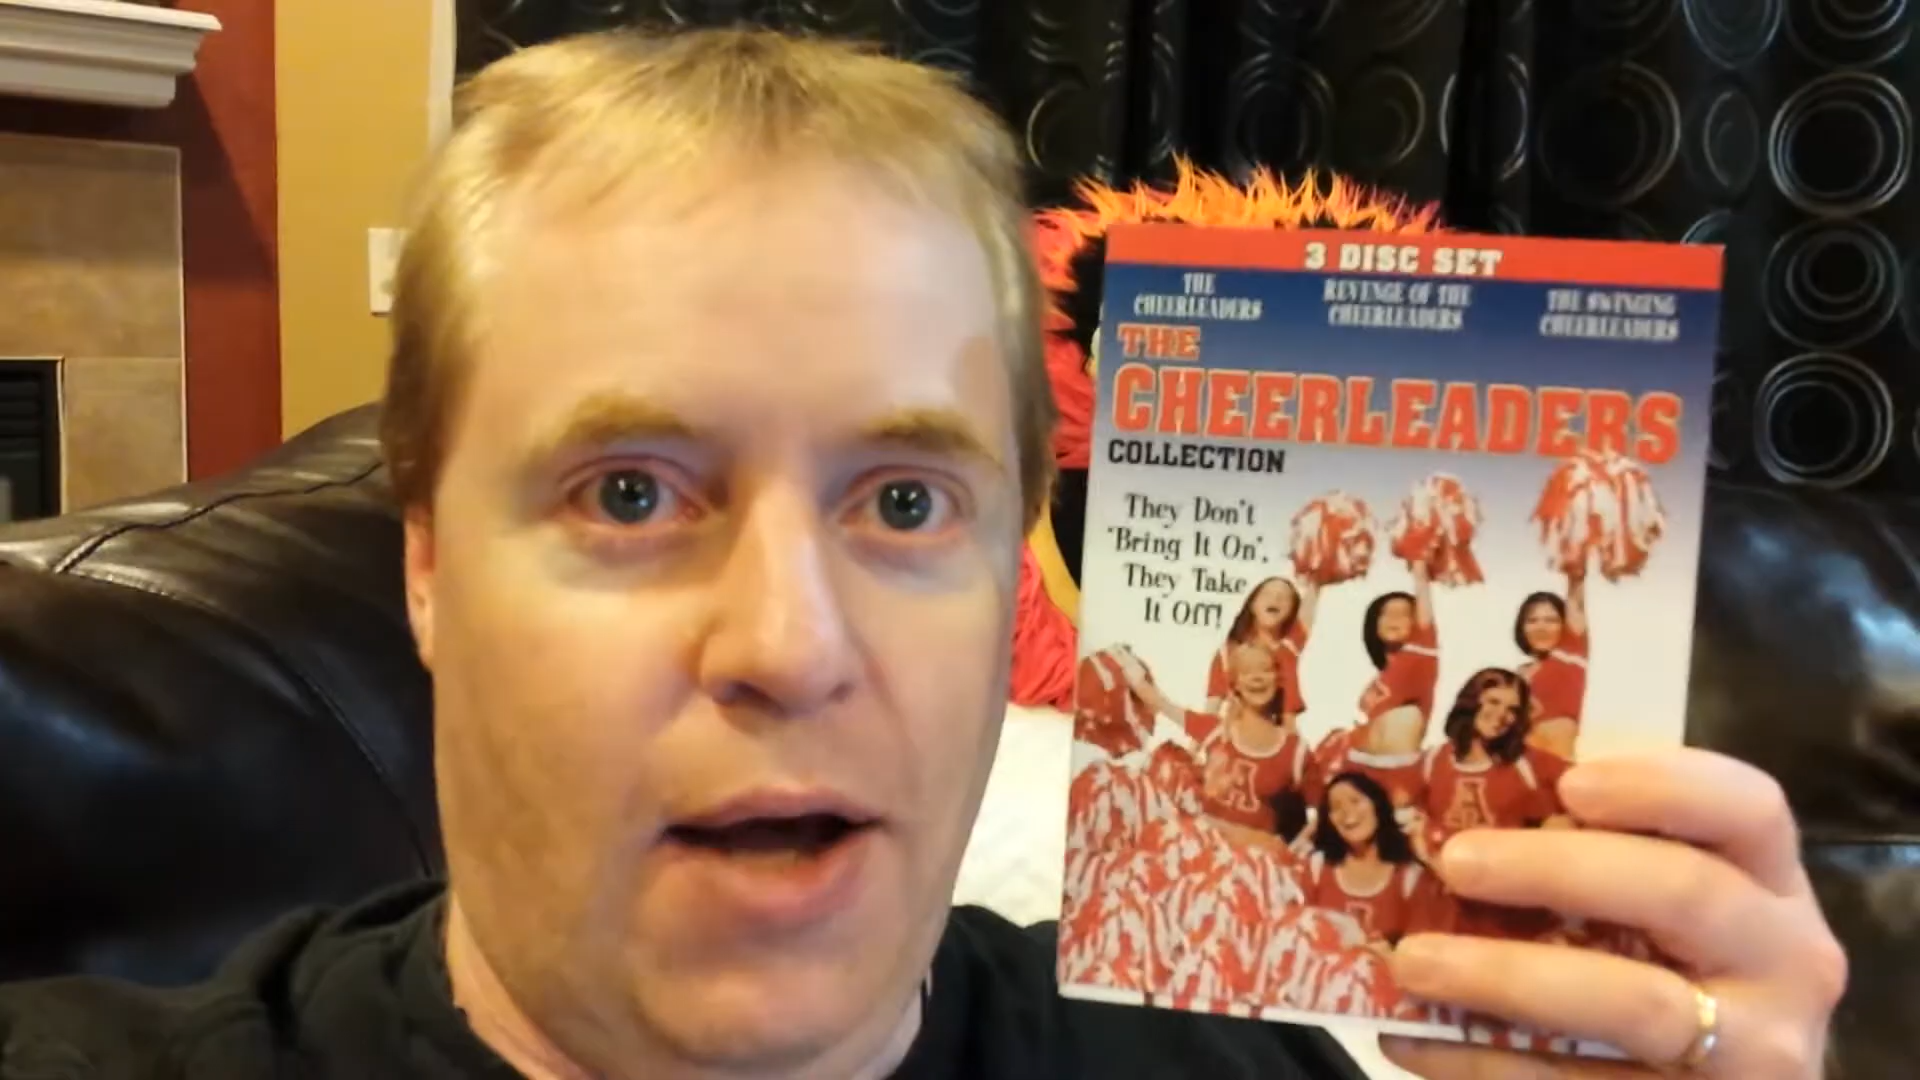 3 DISC SET
THE
CHEERLEADERS
REVENGE OF THE
CHEERLEADERS
THE SWINGING
CHEERLEADERS
THE
CHEERLEADERS
COLLECTION
They Don't
"Bring It On",
They Take
It Off!
A
A